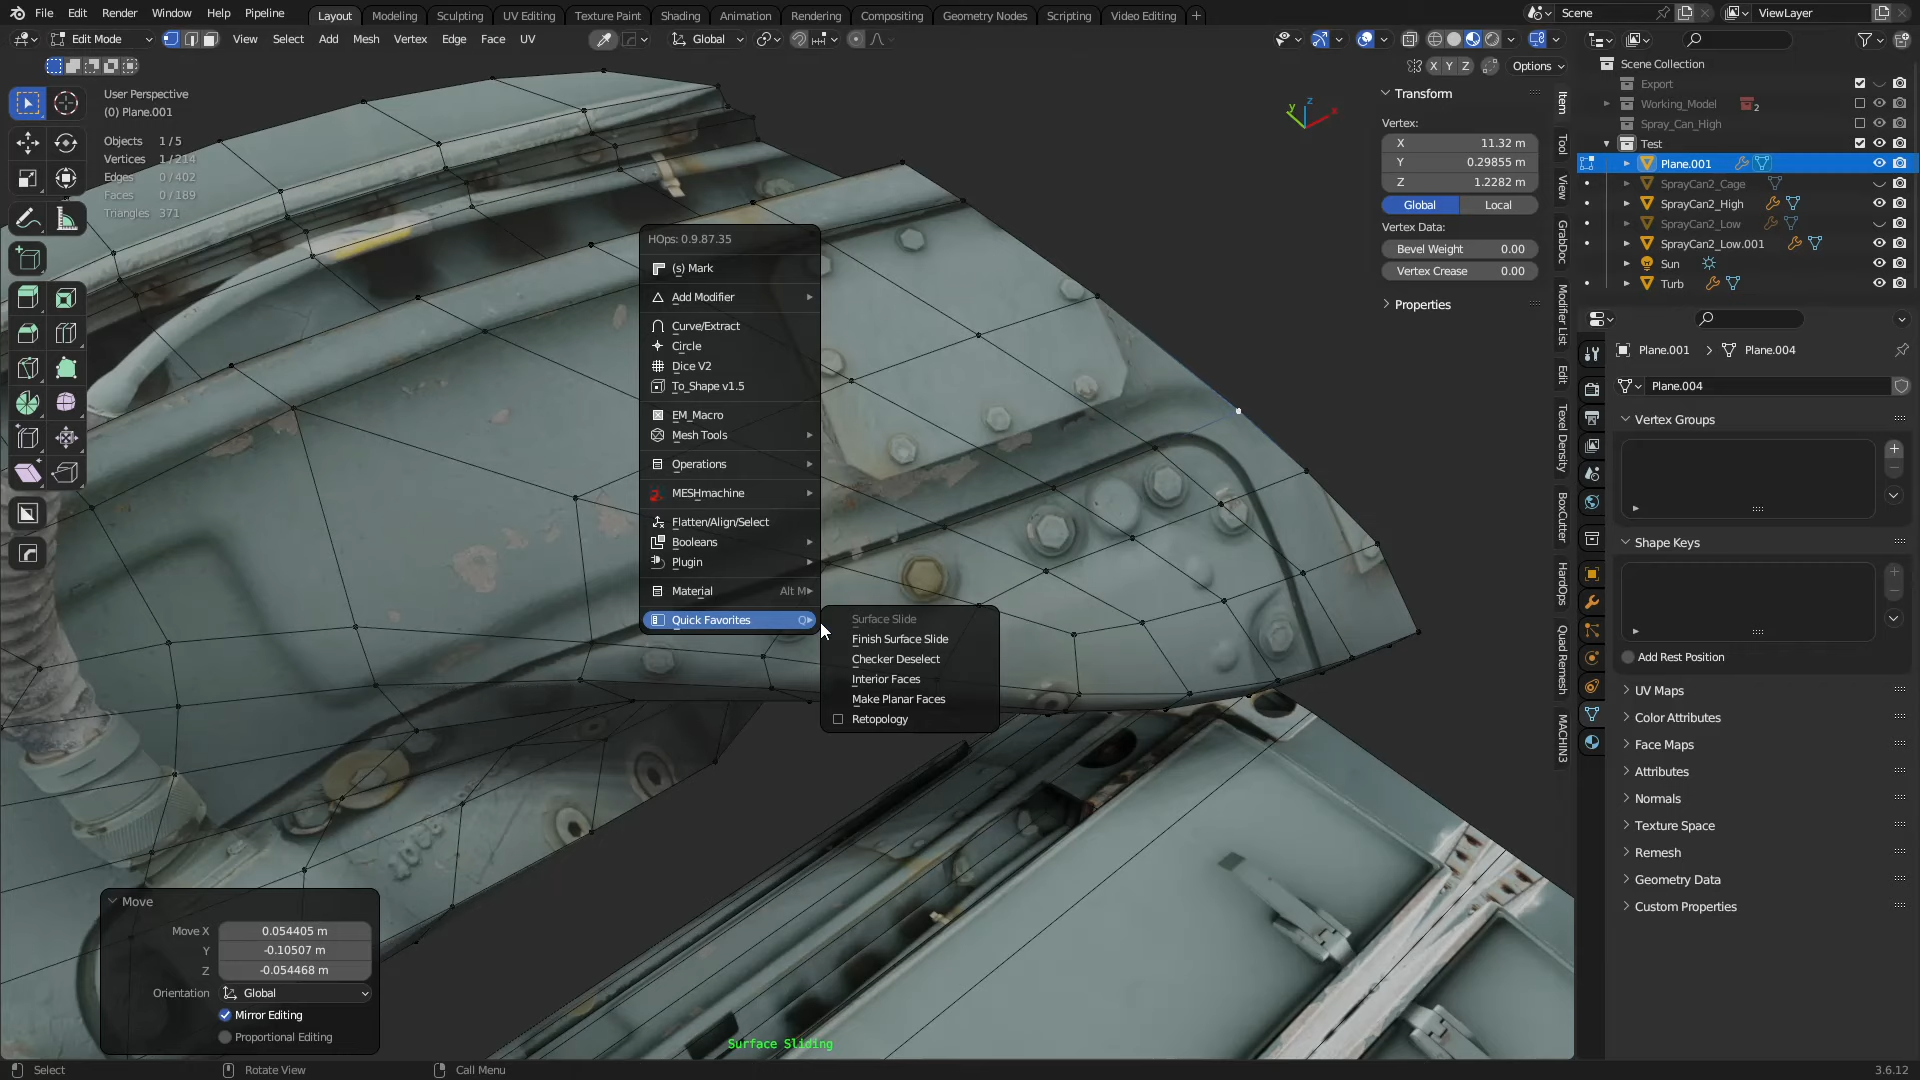 File Edit Render Window Help Pipeline
Layout Modeling Sculpting UV Editing Texture Paint Shading Animation Rendering Compositing Geometry Nodes Scripting Video Editing +
Scene ViewLayer
Edit Mode View Select Add Mesh Vertex Edge Face UV
Global
X Y Z Options
User Perspective
(0) Plane.001
Objects 1/5
Vertices 1/214
Edges 0/402
Faces 0/189
Triangles 371
HOps: 0.9.87.35
(s) Mark
Add Modifier
Curve/Extract
Circle
Dice V2
To_Shape v1.5
EM_Macro
Mesh Tools
Operations
MESHmachine
Flatten/Align/Select
Booleans
Plugin
Material Alt M
Quick Favorites Q
Surface Slide
Finish Surface Slide
Checker Deselect
Interior Faces
Make Planar Faces
Retopology
y z x
Transform
Vertex:
X 11.32 m
Y 0.29855 m
Z 1.2282 m
Global Local
Vertex Data:
Bevel Weight 0.00
Vertex Crease 0.00
Properties
Item
Tool
View
GrabDoc
Modifier List
Edit
Texel Density
BoxCutter
HardOps
Quad Remesh
MACHIN3
Scene Collection
Export
Working_Model 2
Spray_Can_High
Test
Plane.001
SprayCan2_Cage
SprayCan2_High
SprayCan2_Low
SprayCan2_Low.001
Sun
Turb
Plane.001 Plane.004
Plane.004
Vertex Groups
Shape Keys
Add Rest Position
UV Maps
Color Attributes
Face Maps
Attributes
Normals
Texture Space
Remesh
Geometry Data
Custom Properties
Move
Move X 0.054405 m
Y -0.10507 m
Z -0.054468 m
Orientation Global
Mirror Editing
Proportional Editing
Surface Sliding
Select Rotate View Call Menu
3.6.12